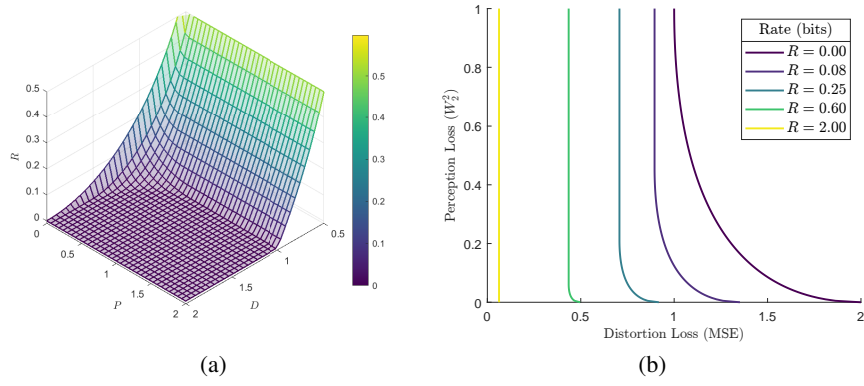 0.5
0.4
0.3
0.2
0.1
0
R
0
0.5
1
1.5
2
P
2
1.5
1
0.5
D
0.5
0.4
0.3
0.2
0.1
0
(a)
1
0.8
0.6
0.4
0.2
0
Perception Loss (W₂²)
0
0.5
1
1.5
2
Distortion Loss (MSE)
Rate (bits)
R = 0.00
R = 0.08
R = 0.25
R = 0.60
R = 2.00
(b)